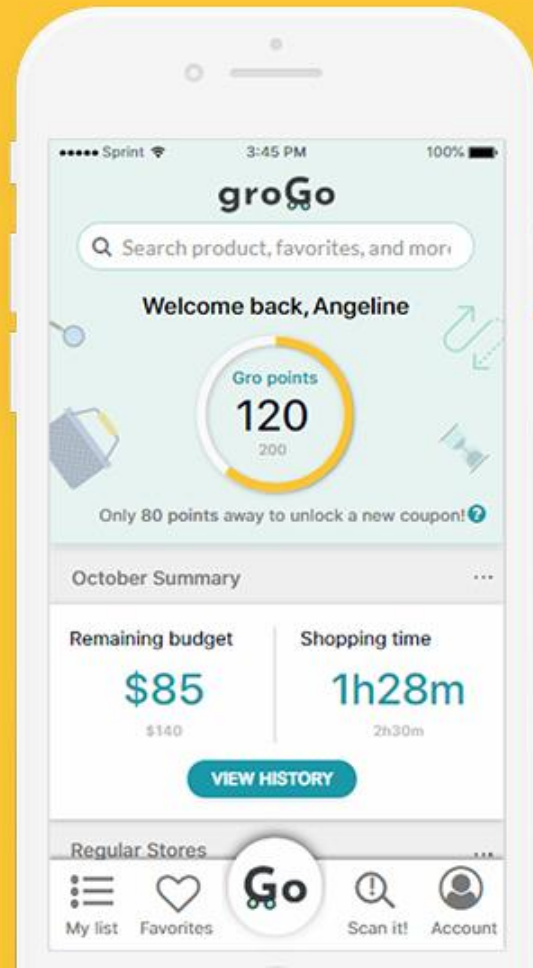 Sprint 3:45 PM 100%
groGo
Search product, favorites, and mor
Welcome back, Angeline
Gro points
120
200
Only 80 points away to unlock a new coupon!?
October Summary ...
Remaining budget Shopping time
$85 1h28m
$140 2h30m
VIEW HISTORY
Regular Stores ...
Go
My list Favorites Scan it! Account